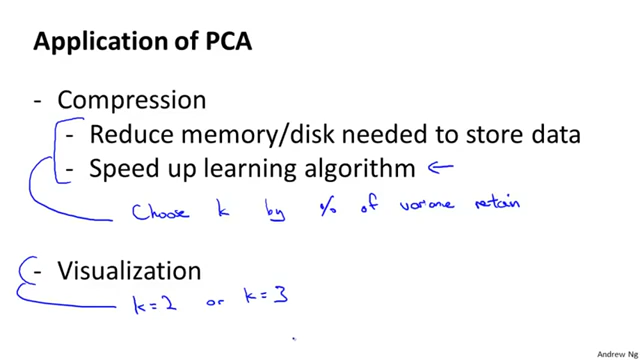 Application of PCA
- Compression
- Reduce memory/disk needed to store data
- Speed up learning algorithm ←
Choose k by % of variance retain
- Visualization
k=2 or k=3
Andrew Ng